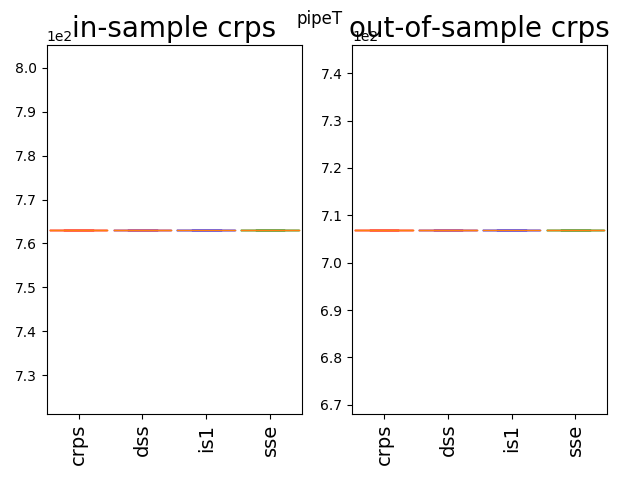 pipeT
in-sample crps
1e2
8.0
7.9
7.8
7.7
7.6
7.5
7.4
7.3
crps
dss
is1
sse
out-of-sample crps
1e2
7.4
7.3
7.2
7.1
7.0
6.9
6.8
6.7
crps
dss
is1
sse